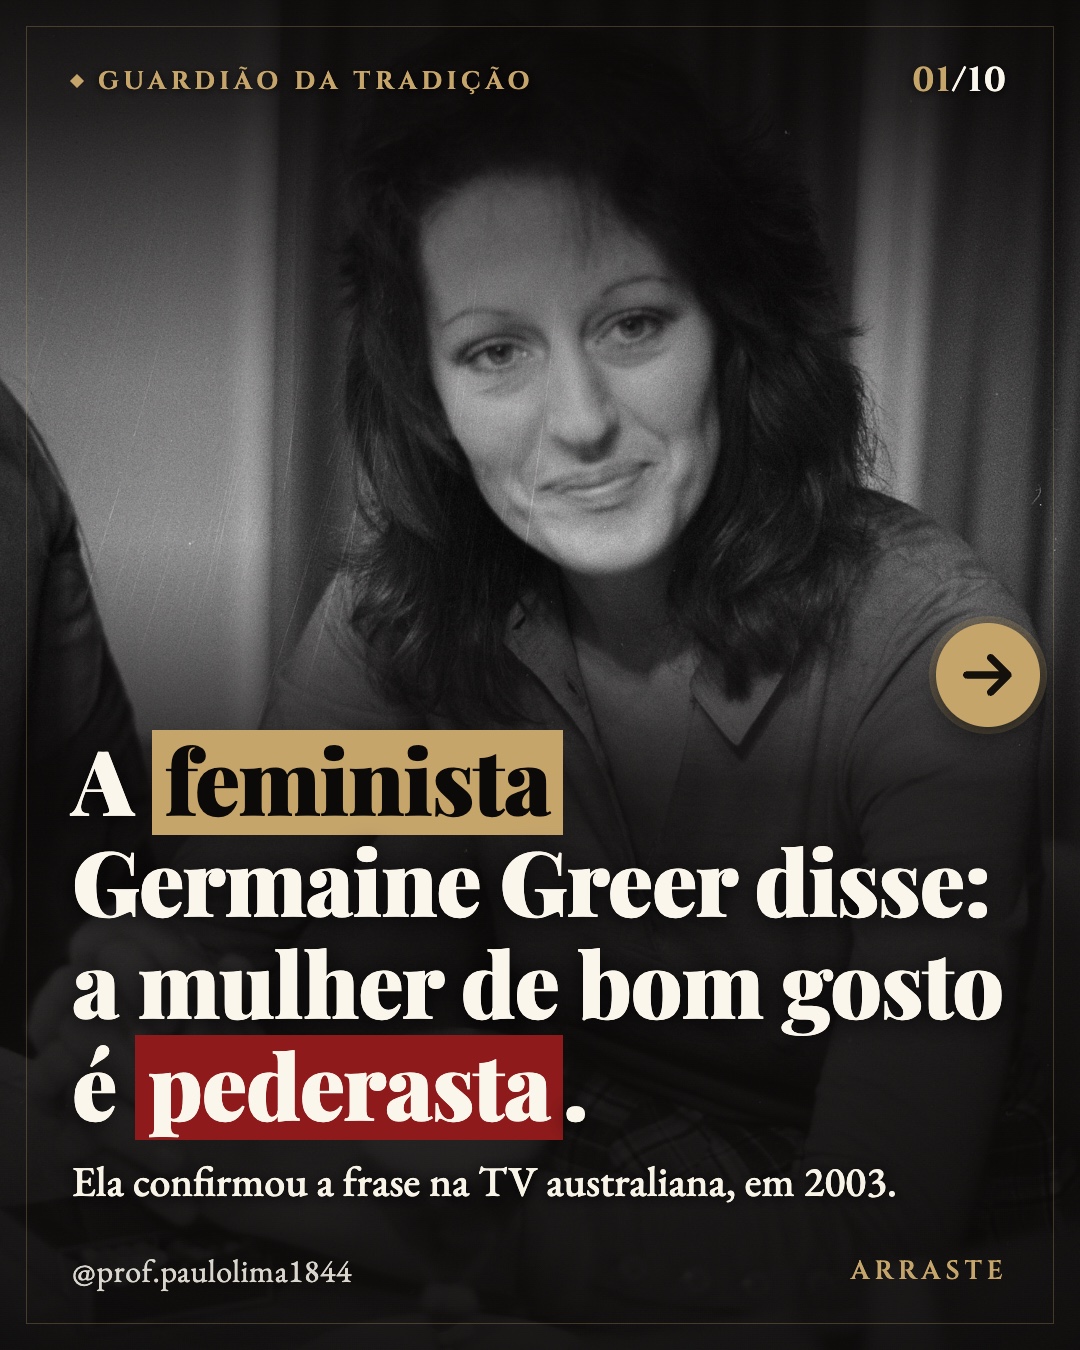 GUARDIÃO DA TRADIÇÃO
01/10
A feminista
Germaine Greer disse:
a mulher de bom gosto
é pederasta.
Ela confirmou a frase na TV australiana, em 2003.
@prof.paulolima1844
ARRASTE